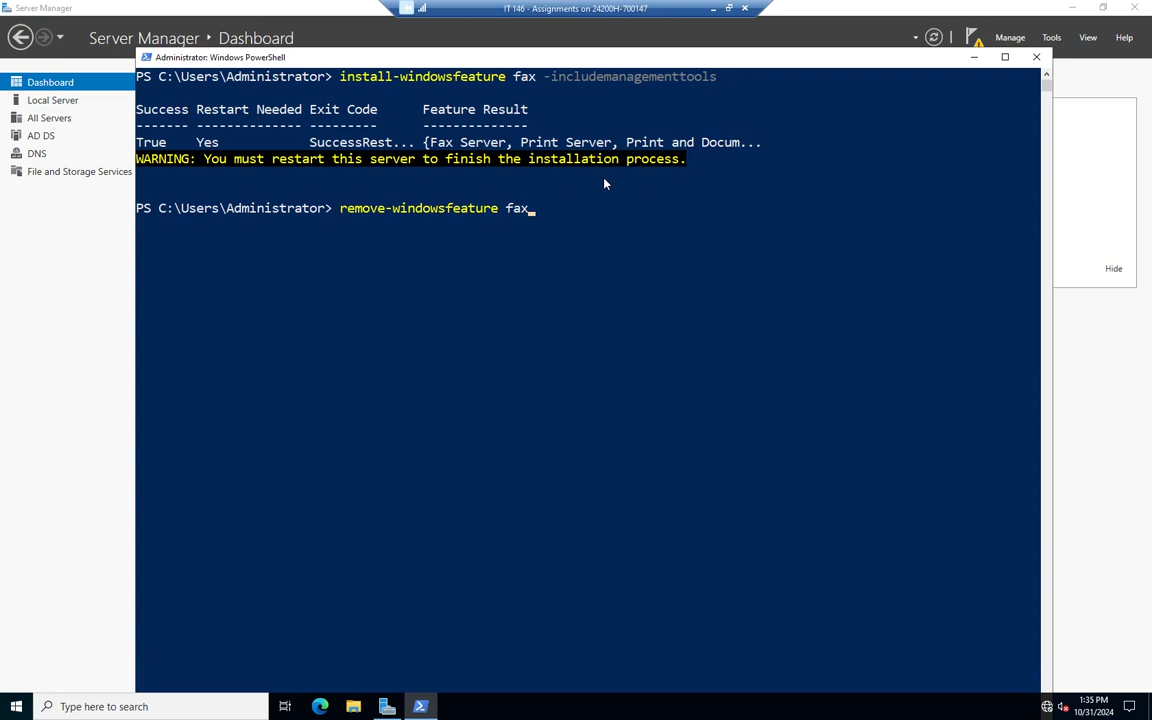 Server Manager
IT 146 - Assignments on 24200H-700147
Server Manager
Dashboard
Manage
Tools
View
Help
Administrator: Windows PowerShell
Dashboard
Local Server
All Servers
AD DS
DNS
File and Storage Services
PS C:\Users\Administrator> install-windowsfeature fax -includemanagementtools
Success Restart Needed Exit Code Feature Result
------- -------------- --------- --------------
True Yes SuccessRest... {Fax Server, Print Server, Print and Docum...
WARNING: You must restart this server to finish the installation process.
PS C:\Users\Administrator> remove-windowsfeature fax_
Hide
Type here to search
1:35 PM
10/31/2024